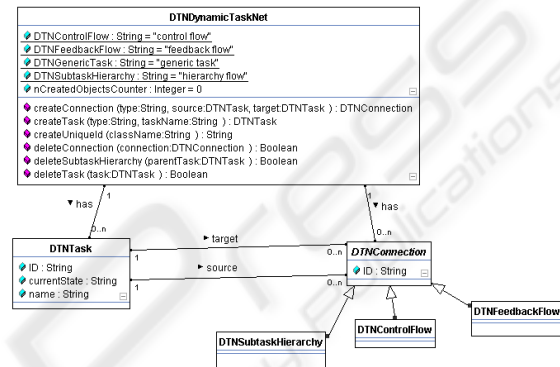 DTNDynamicTaskNet
DTNControlFlow : String = "control flow"
DTNFeedbackFlow : String = "feedback flow"
DTNGenericTask : String = "generic task"
DTNSubtaskHierarchy : String = "hierarchy flow"
nCreatedObjectsCounter : Integer = 0
createConnection (type:String, source:DTNTask, target:DTNTask ) : DTNConnection
createTask (type:String, taskName:String ) : DTNTask
createUniqueId (className:String ) : String
deleteConnection (connection:DTNConnection ) : Boolean
deleteSubtaskHierarchy (parentTask:DTNTask ) : Boolean
deleteTask (task:DTNTask ) : Boolean
1
1
has
has
0..n
0..n
DTNTask
ID : String
currentState : String
name : String
target
1
0..n
source
1
0..n
DTNConnection
ID : String
DTNSubtaskHierarchy
DTNControlFlow
DTNFeedbackFlow